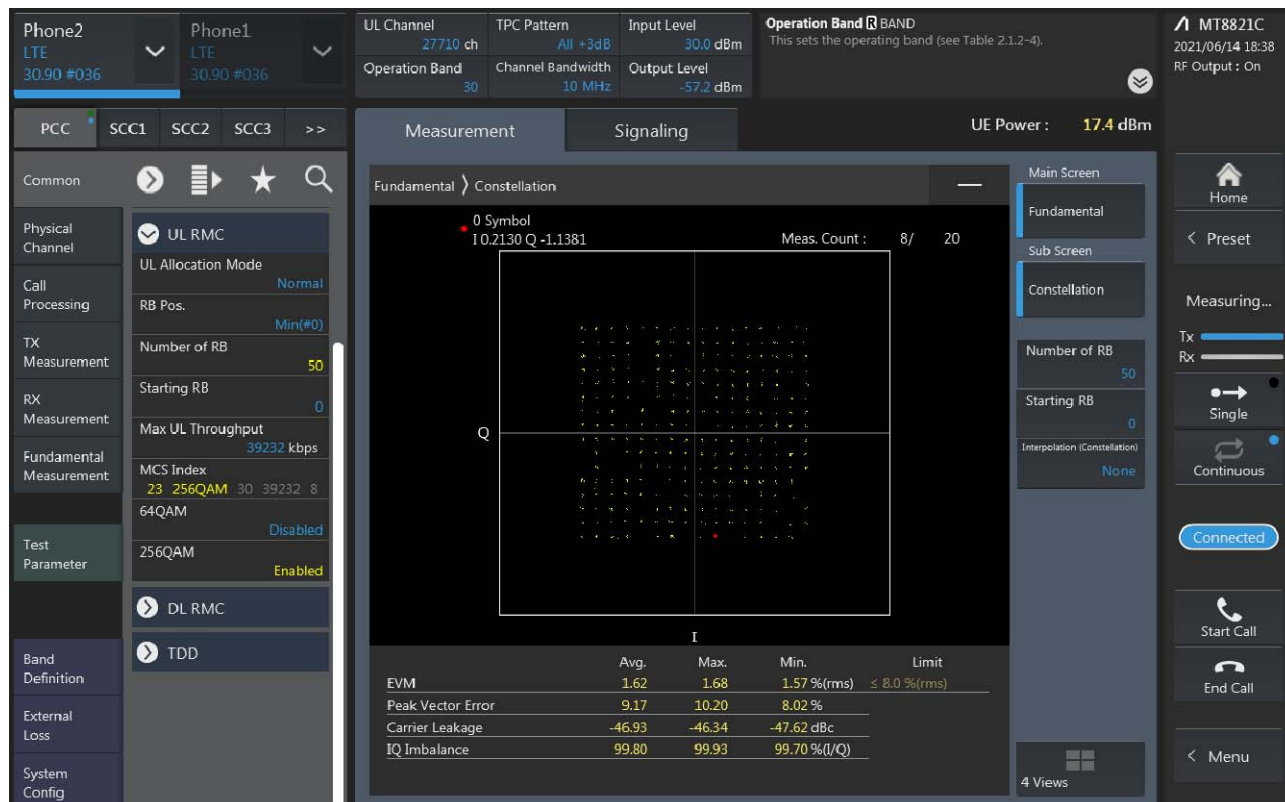 Phone2
LTE
30.90 #036
Phone1
LTE
30.90 #036
UL Channel
27710 ch
TPC Pattern
All +3dB
Input Level
30.0 dBm
Operation Band
30
Channel Bandwidth
10 MHz
Output Level
-57.2 dBm
Operation Band R BAND
This sets the operating band (see Table 2.1.2-4).
MT8821C
2021/06/14 18:38
RF Output : On
PCC SCC1 SCC2 SCC3 >>
Measurement
Signaling
UE Power : 17.4 dBm
Common
Physical
Channel
Call
Processing
TX
Measurement
RX
Measurement
Fundamental
Measurement
Test
Parameter
Band
Definition
External
Loss
System
Config
UL RMC
UL Allocation Mode
Normal
RB Pos.
Min(#0)
Number of RB
50
Starting RB
0
Max UL Throughput
39232 kbps
MCS Index
23 256QAM 30 39232 8
64QAM
Disabled
256QAM
Enabled
DL RMC
TDD
Fundamental 〉 Constellation
0 Symbol
I 0.2130 Q -1.1381
Meas. Count : 8/ 20
Q
I
Avg. Max. Min. Limit
EVM 1.62 1.68 1.57 %(rms) ≤ 8.0 %(rms)
Peak Vector Error 9.17 10.20 8.02 %
Carrier Leakage -46.93 -46.34 -47.62 dBc
IQ Imbalance 99.80 99.93 99.70 %(I/Q)
Main Screen
Fundamental
Sub Screen
Constellation
Number of RB
50
Starting RB
0
Interpolation (Constellation)
None
4 Views
Home
< Preset
Measuring...
Tx
Rx
Single
Continuous
Connected
Start Call
End Call
< Menu